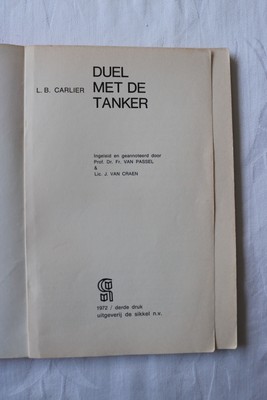 DUEL
L. B. CARLIER MET DE
TANKER
Ingeleid en geannoteerd door
Prof. Dr. Fr. VAN PASSEL
&
Lic. J. VAN CRAEN
1972 / derde druk
uitgeverij de sikkel n.v.